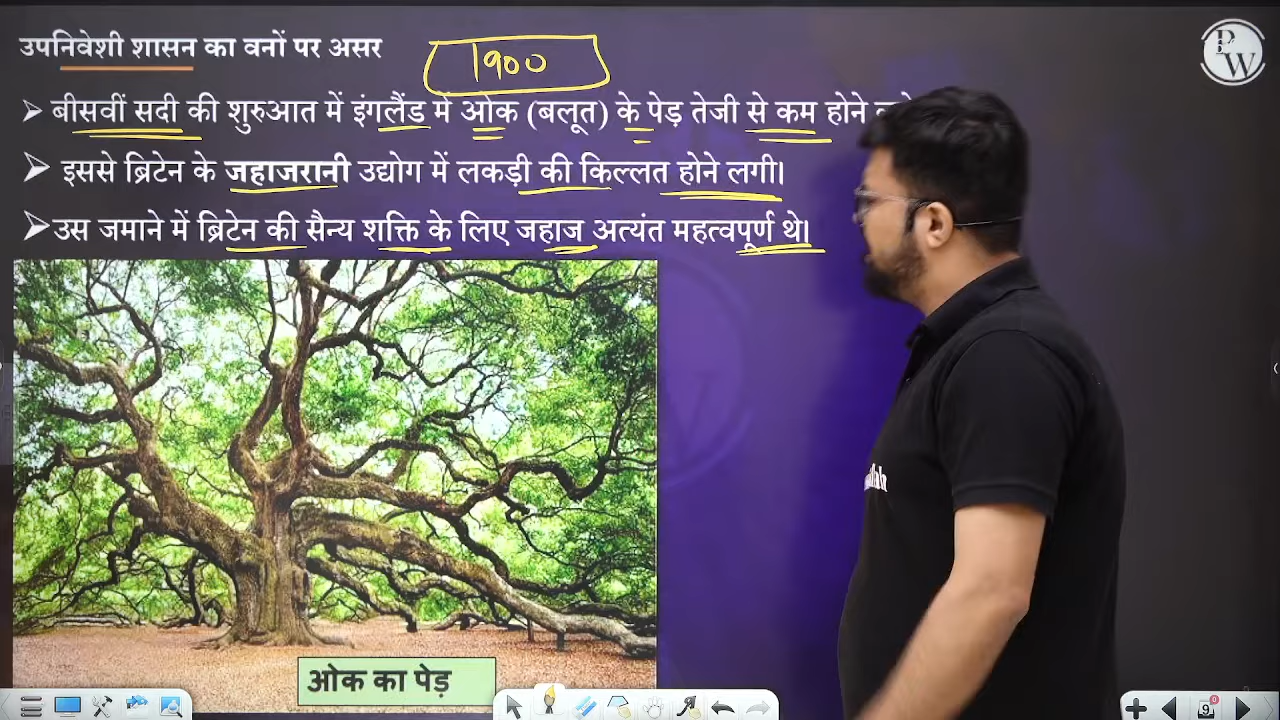 उपनिवेशी शासन का वनों पर असर
1900
बीसवीं सदी की शुरुआत में इंगलैंड में ओक (बलूत) के पेड़ तेजी से कम होने
इससे ब्रिटेन के जहाजरानी उद्योग में लकड़ी की किल्लत होने लगी।
उस जमाने में ब्रिटेन की सैन्य शक्ति के लिए जहाज अत्यंत महत्वपूर्ण थे।
PW
ओक का पेड़